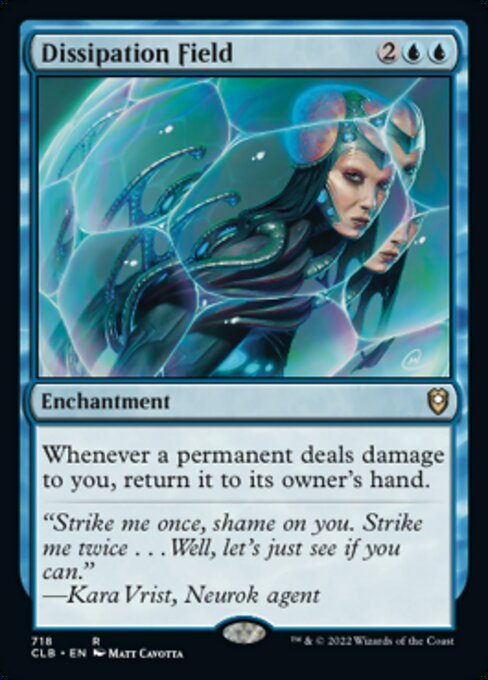 Dissipation Field 2
Enchantment
Whenever a permanent deals damage
to you, return it to its owner's hand.
“Strike me once, shame on you. Strike
me twice . . . Well, let's just see if you
can.”
—Kara Vrist, Neurok agent
718 R
CLB • EN Matt Cavotta
™ & © 2022 Wizards of the Coast